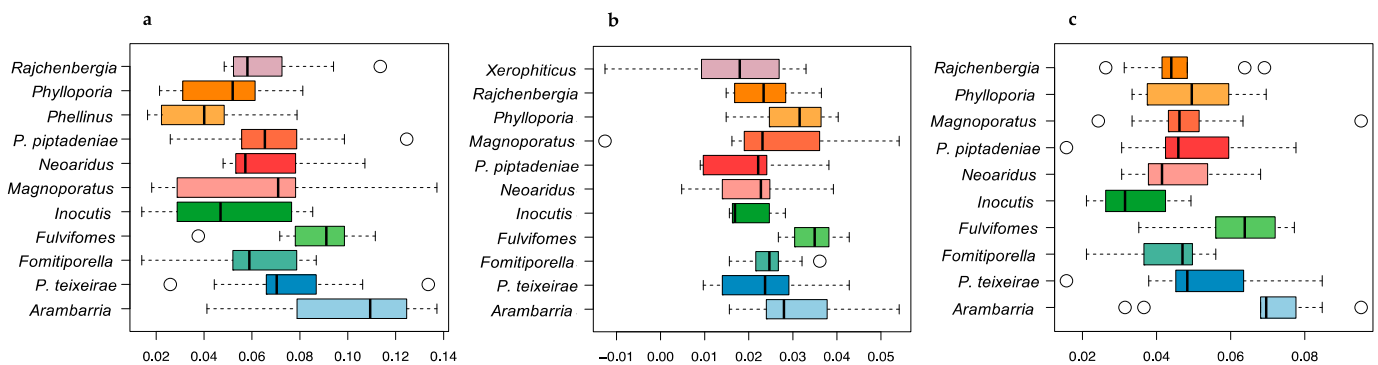 a
Rajchenbergia
Phylloporia
Phellinus
P. piptadeniae
Neoaridus
Magnoporatus
Inocutis
Fulvifomes
Fomitiporella
P. teixeirae
Arambarria
0.02 0.04 0.06 0.08 0.10 0.12 0.14
b
Xerophiticus
Rajchenbergia
Phylloporia
Magnoporatus
P. piptadeniae
Neoaridus
Inocutis
Fulvifomes
Fomitiporella
P. teixeirae
Arambarria
−0.01 0.00 0.01 0.02 0.03 0.04 0.05
c
Rajchenbergia
Phylloporia
Magnoporatus
P. piptadeniae
Neoaridus
Inocutis
Fulvifomes
Fomitiporella
P. teixeirae
Arambarria
0.02 0.04 0.06 0.08